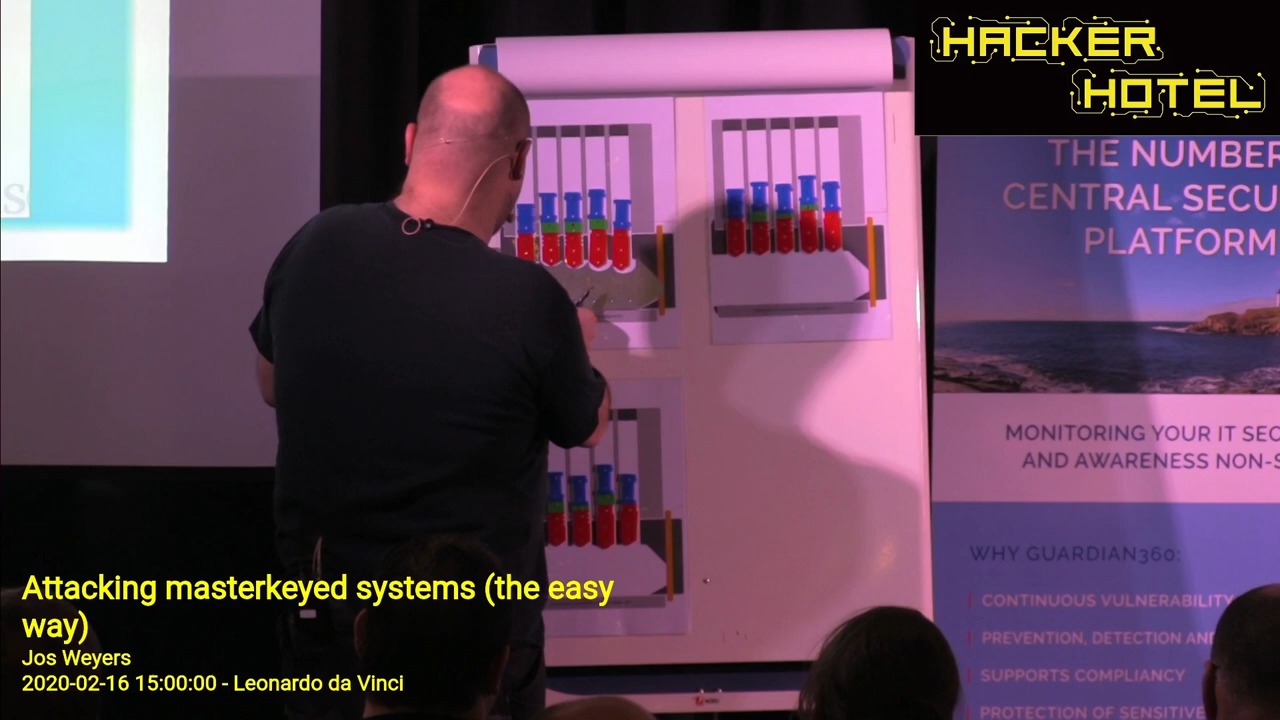 HACKER
HOTEL
THE NUMBER
CENTRAL SECU
PLATFORM
MONITORING YOUR IT SEC
AND AWARENESS NON-S
WHY GUARDIAN360:
CONTINUOUS VULNERABILITY
PREVENTION, DETECTION AND
SUPPORTS COMPLIANCY
PROTECTION OF SENSITIVE
Attacking masterkeyed systems (the easy
way)
Jos Weyers
2020-02-16 15:00:00 - Leonardo da Vinci